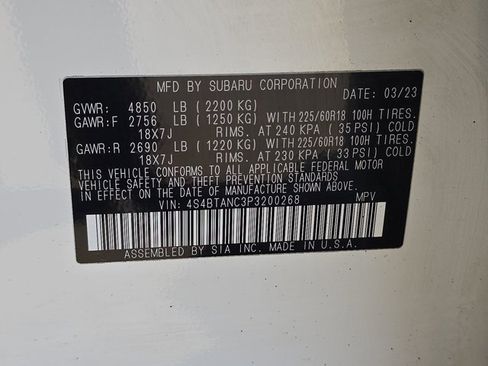 MFD BY SUBARU CORPORATION
DATE: 03/23
GVWR: 4850 LB (2200 KG)
GAWR:F 2756 LB (1250 KG) WITH 225/60R18 100H TIRES.
18X7J RIMS. AT 240 KPA (35 PSI) COLD
GAWR:R 2690 LB (1220 KG) WITH 225/60R18 100H TIRES.
18X7J RIMS. AT 230 KPA (33 PSI) COLD
THIS VEHICLE CONFORMS TO ALL APPLICABLE FEDERAL MOTOR
VEHICLE SAFETY AND THEFT PREVENTION STANDARDS
IN EFFECT ON THE DATE OF MANUFACTURE SHOWN ABOVE.
VIN: 4S4BTANC3P3200268 MPV
ASSEMBLED BY SIA INC. MADE IN U.S.A.